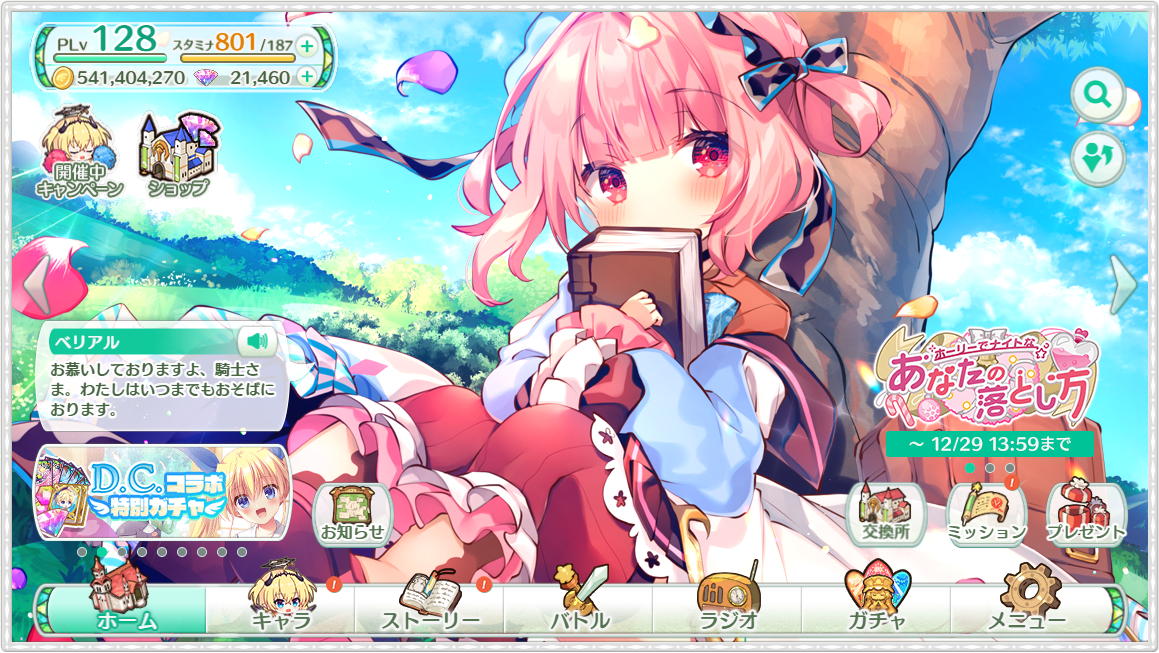 PLv 128 スタミナ 801/187 +
541,404,270 21,460 +
開催中
キャンペーン
ショップ
ベリアル
お慕いしておりますよ、騎士さ
ま。わたしはいつまでもおそばに
おります。
D.C.コラボ
特別ガチャ
お知らせ
ホーリーでナイトな
あなたの
落とし方
～ 12/29 13:59まで
交換所
ミッション
!
プレゼント
ホーム
キャラ
!
ストーリー
!
バトル
ラジオ
ガチャ
メニュー